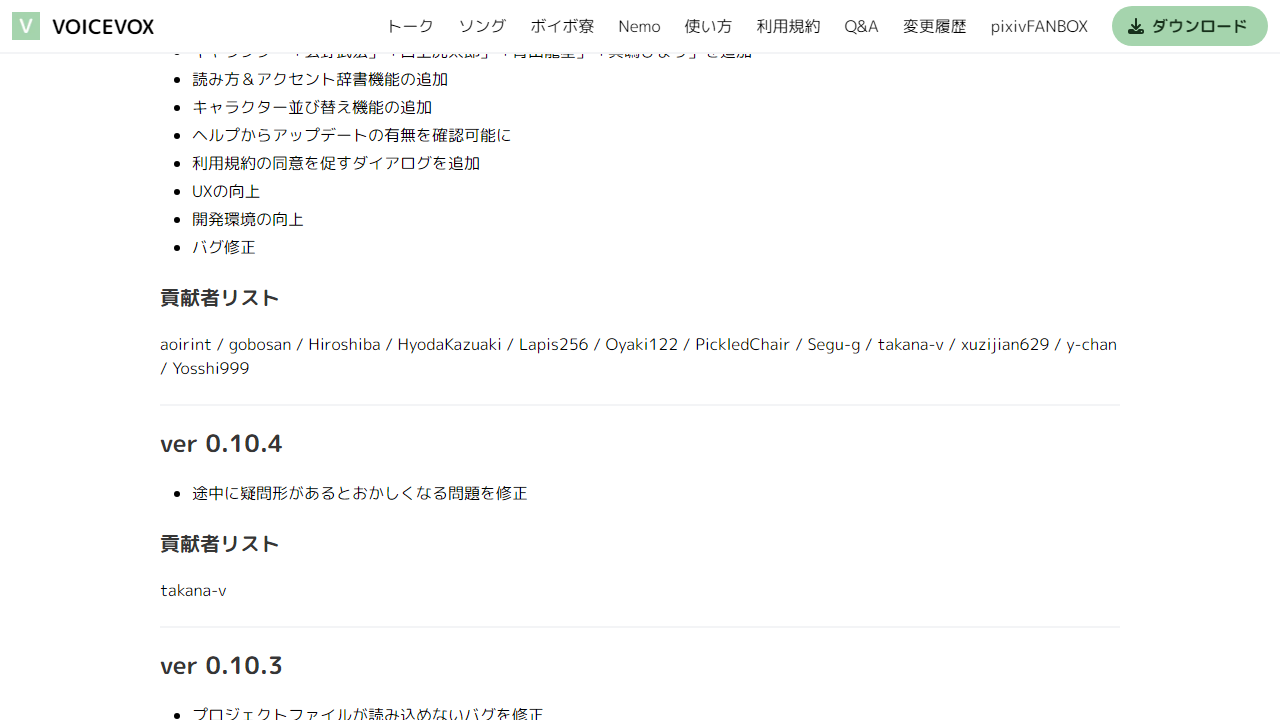 V VOICEVOX トーク ソング ボイボ寮 Nemo 使い方 利用規約 Q&A 変更履歴 pixivFANBOX ダウンロード
読み方＆アクセント辞書機能の追加
キャラクター並び替え機能の追加
ヘルプからアップデートの有無を確認可能に
利用規約の同意を促すダイアログを追加
UXの向上
開発環境の向上
バグ修正
貢献者リスト
aoirint / gobosan / Hiroshiba / HyodaKazuaki / Lapis256 / Oyaki122 / PickledChair / Segu-g / takana-v / xuzijian629 / y-chan
/ Yosshi999
ver 0.10.4
途中に疑問形があるとおかしくなる問題を修正
貢献者リスト
takana-v
ver 0.10.3
プロジェクトファイルが読み込めないバグを修正